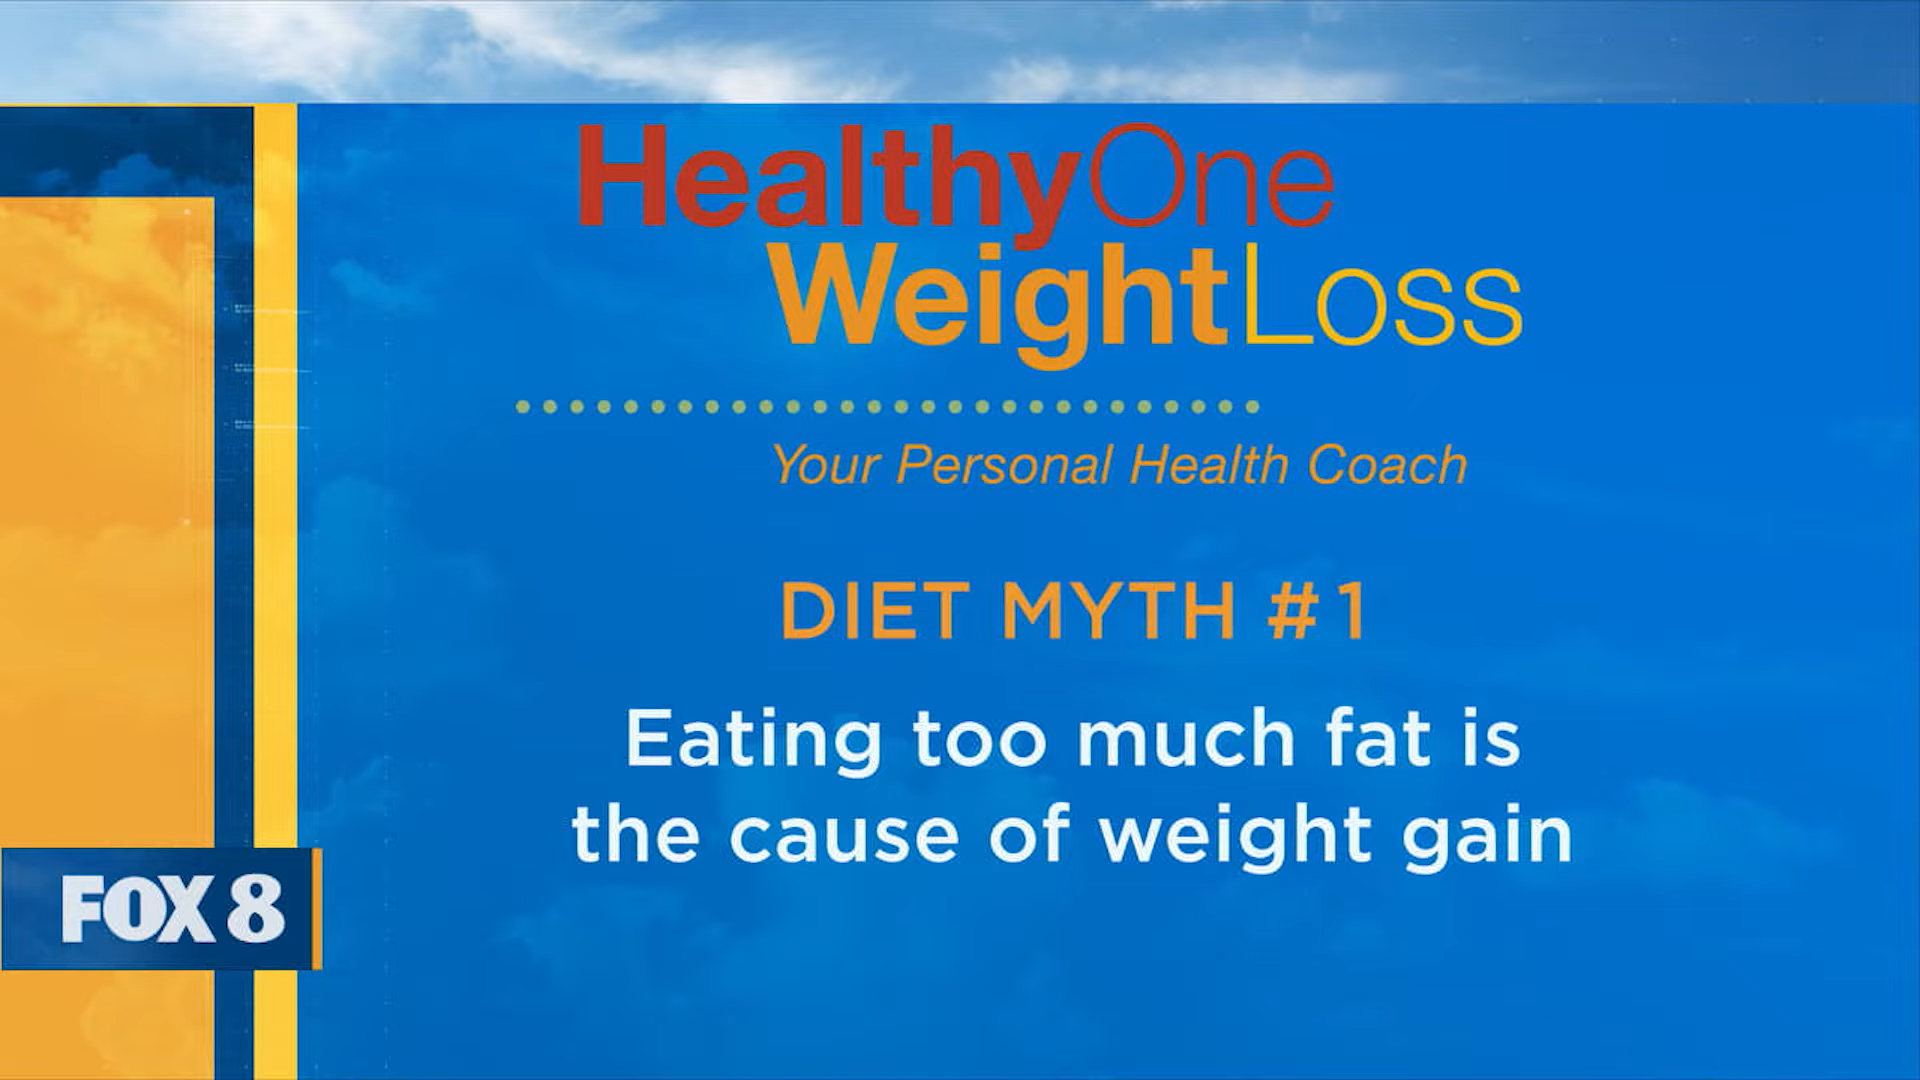 HealthyOne
WeightLoss
Your Personal Health Coach
DIET MYTH #1
Eating too much fat is
the cause of weight gain
FOX 8